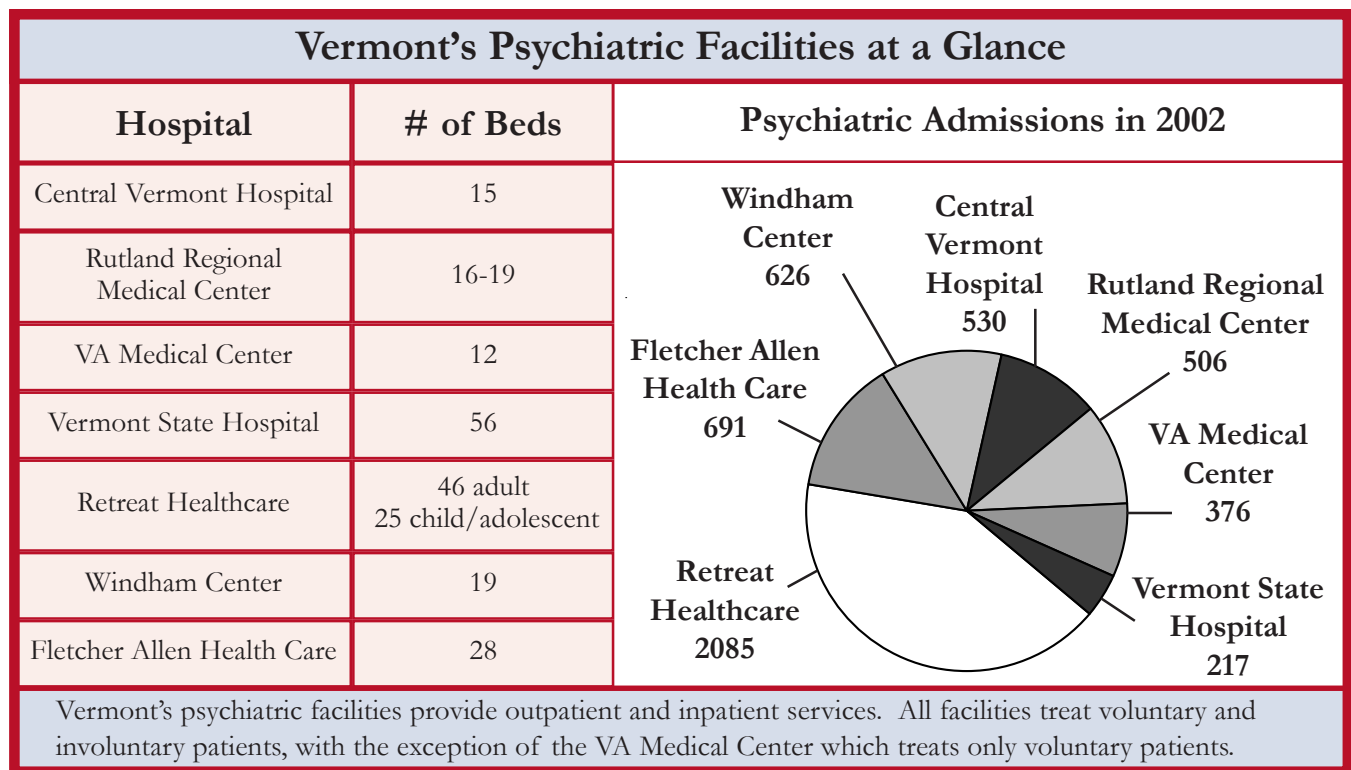 Vermont's Psychiatric Facilities at a Glance
Hospital
# of Beds
Central Vermont Hospital
15
Rutland Regional
Medical Center
16-19
VA Medical Center
12
Vermont State Hospital
56
Retreat Healthcare
46 adult
25 child/adolescent
Windham Center
19
Fletcher Allen Health Care
28
Psychiatric Admissions in 2002
Windham
Center
626
Central
Vermont
Hospital
530
Rutland Regional
Medical Center
506
Fletcher Allen
Health Care
691
VA Medical
Center
376
Retreat
Healthcare
2085
Vermont State
Hospital
217
Vermont's psychiatric facilities provide outpatient and inpatient services. All facilities treat voluntary and
involuntary patients, with the exception of the VA Medical Center which treats only voluntary patients.